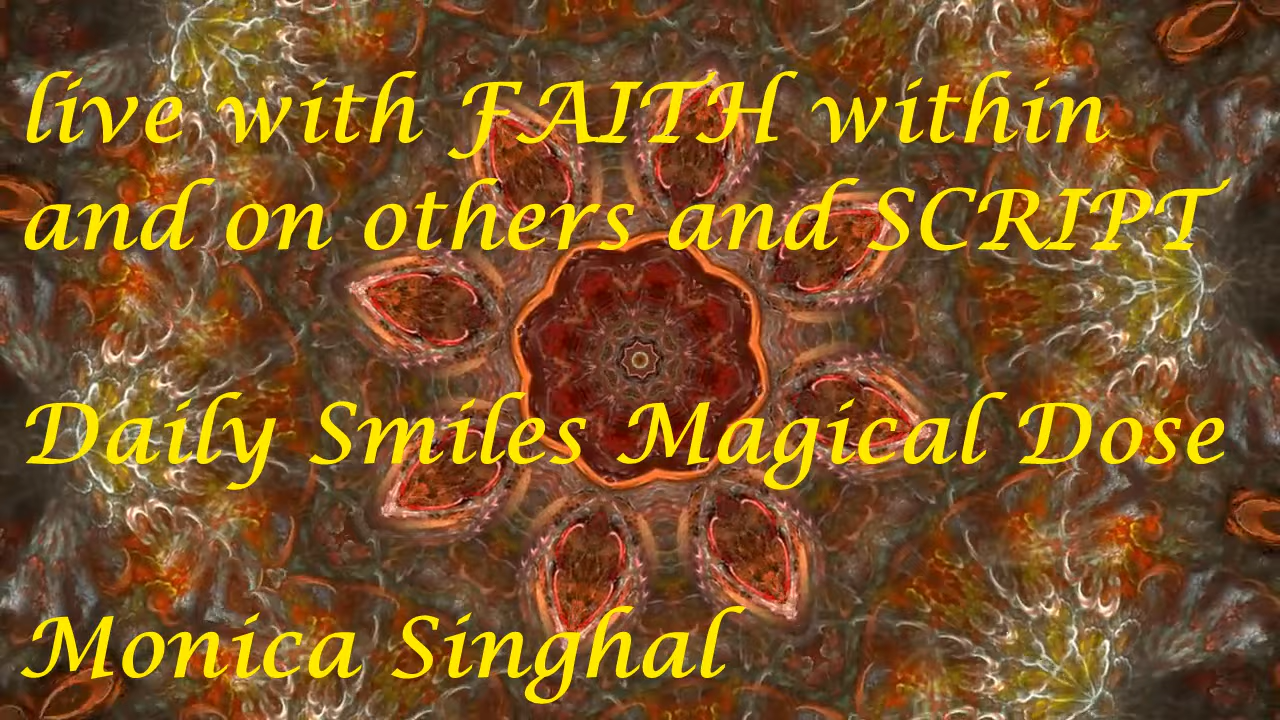 live with FAITH within
and on others and SCRIPT
Daily Smiles Magical Dose
Monica Singhal